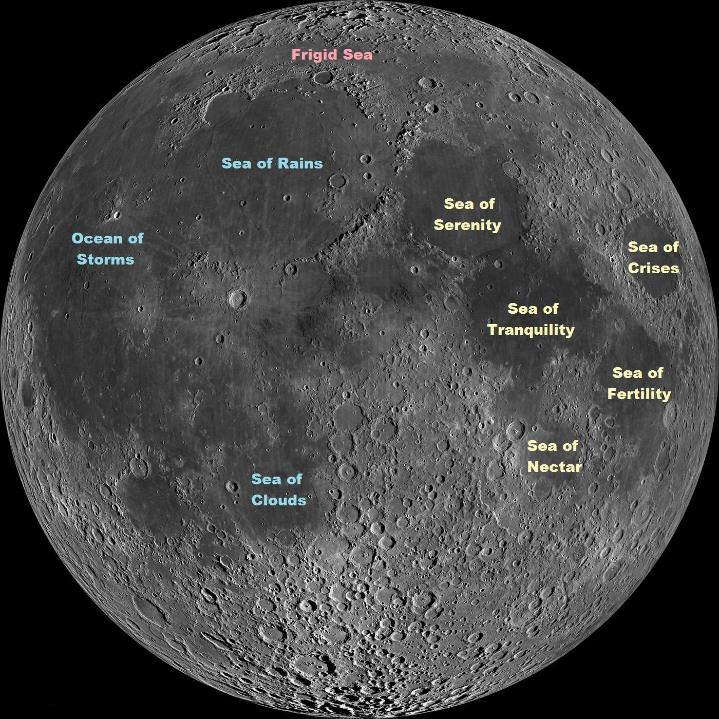 Frigid Sea
Sea of Rains
Sea of
Serenity
Ocean of
Storms
Sea of
Crises
Sea of
Tranquility
Sea of
Fertility
Sea of
Nectar
Sea of
Clouds